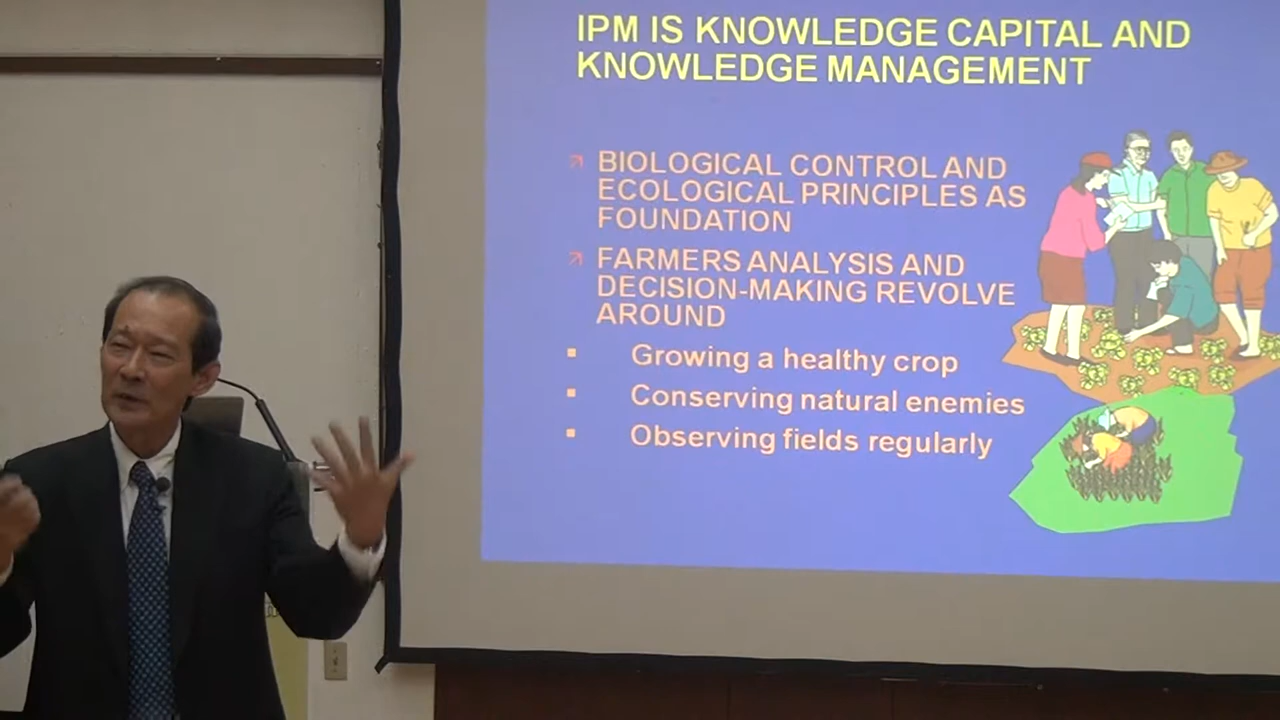 IPM IS KNOWLEDGE CAPITAL AND
KNOWLEDGE MANAGEMENT
BIOLOGICAL CONTROL AND
ECOLOGICAL PRINCIPLES AS
FOUNDATION
FARMERS ANALYSIS AND
DECISION-MAKING REVOLVE
AROUND
Growing a healthy crop
Conserving natural enemies
Observing fields regularly